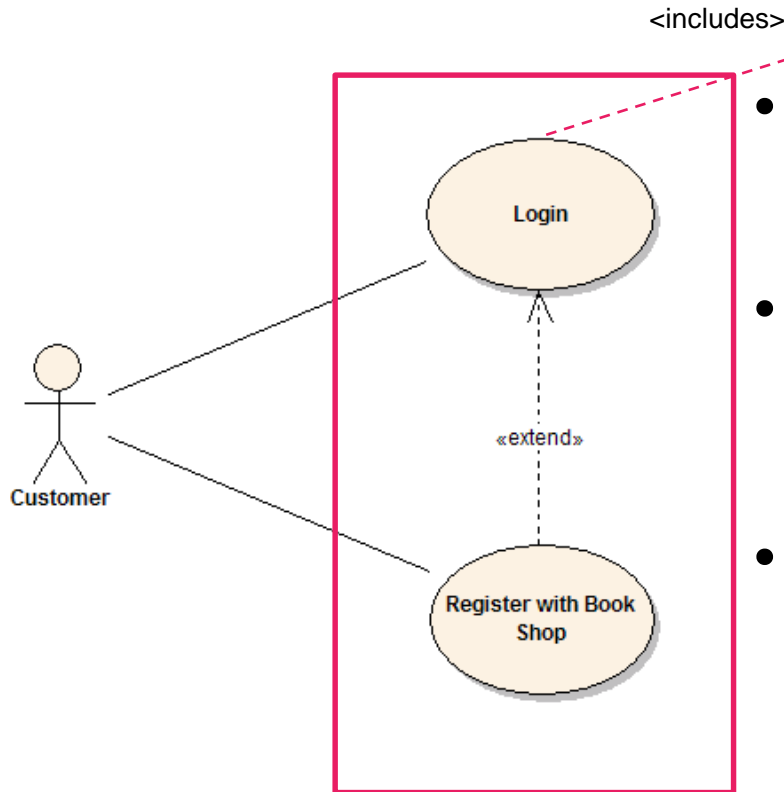 <includes>
Login
«extend»
Customer
Register with Book
Shop